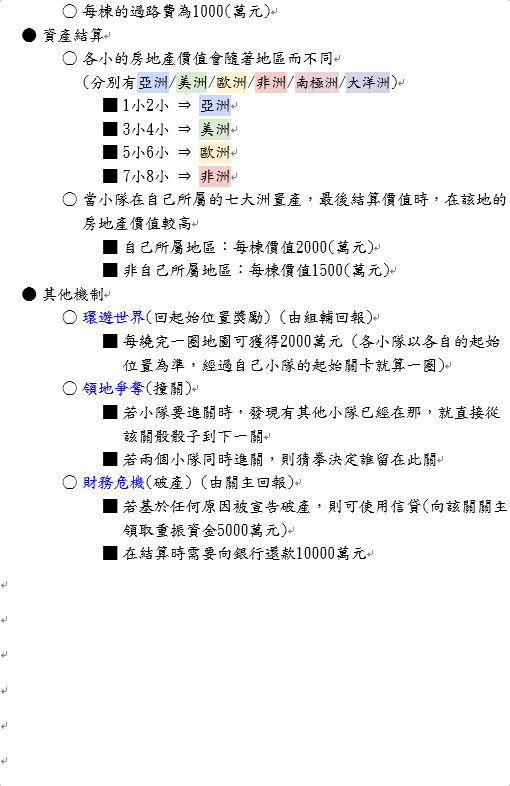 ○ 每棟的過路費為1000(萬元)
● 資產結算
○ 各小的房地產價值會隨著地區而不同
(分別有亞洲/美洲/歐洲/非洲/南極洲/大洋洲)
■ 1小2小 ⇒ 亞洲
■ 3小4小 ⇒ 美洲
■ 5小6小 ⇒ 歐洲
■ 7小8小 ⇒ 非洲
○ 當小隊在自己所屬的七大洲置產，最後結算價值時，在該地的
房地產價值較高
■ 自己所屬地區：每棟價值2000(萬元)
■ 非自己所屬地區：每棟價值1500(萬元)
● 其他機制
○ 環遊世界(回起始位置獎勵) (由組輔回報)
■ 每繞完一圈地圖可獲得2000萬元 (各小隊以各自的起始
位置為準，經過自己小隊的起始關卡就算一圈)
○ 領地爭奪(撞關)
■ 若小隊要進關時，發現有其他小隊已經在那，就直接從
該關骰骰子到下一關
■ 若兩個小隊同時進關，則猜拳決定誰留在此關
○ 財務危機(破產) (由關主回報)
■ 若基於任何原因被宣告破產，則可使用信貸(向該關關主
領取重振資金5000萬元)
■ 在結算時需要向銀行還款10000萬元